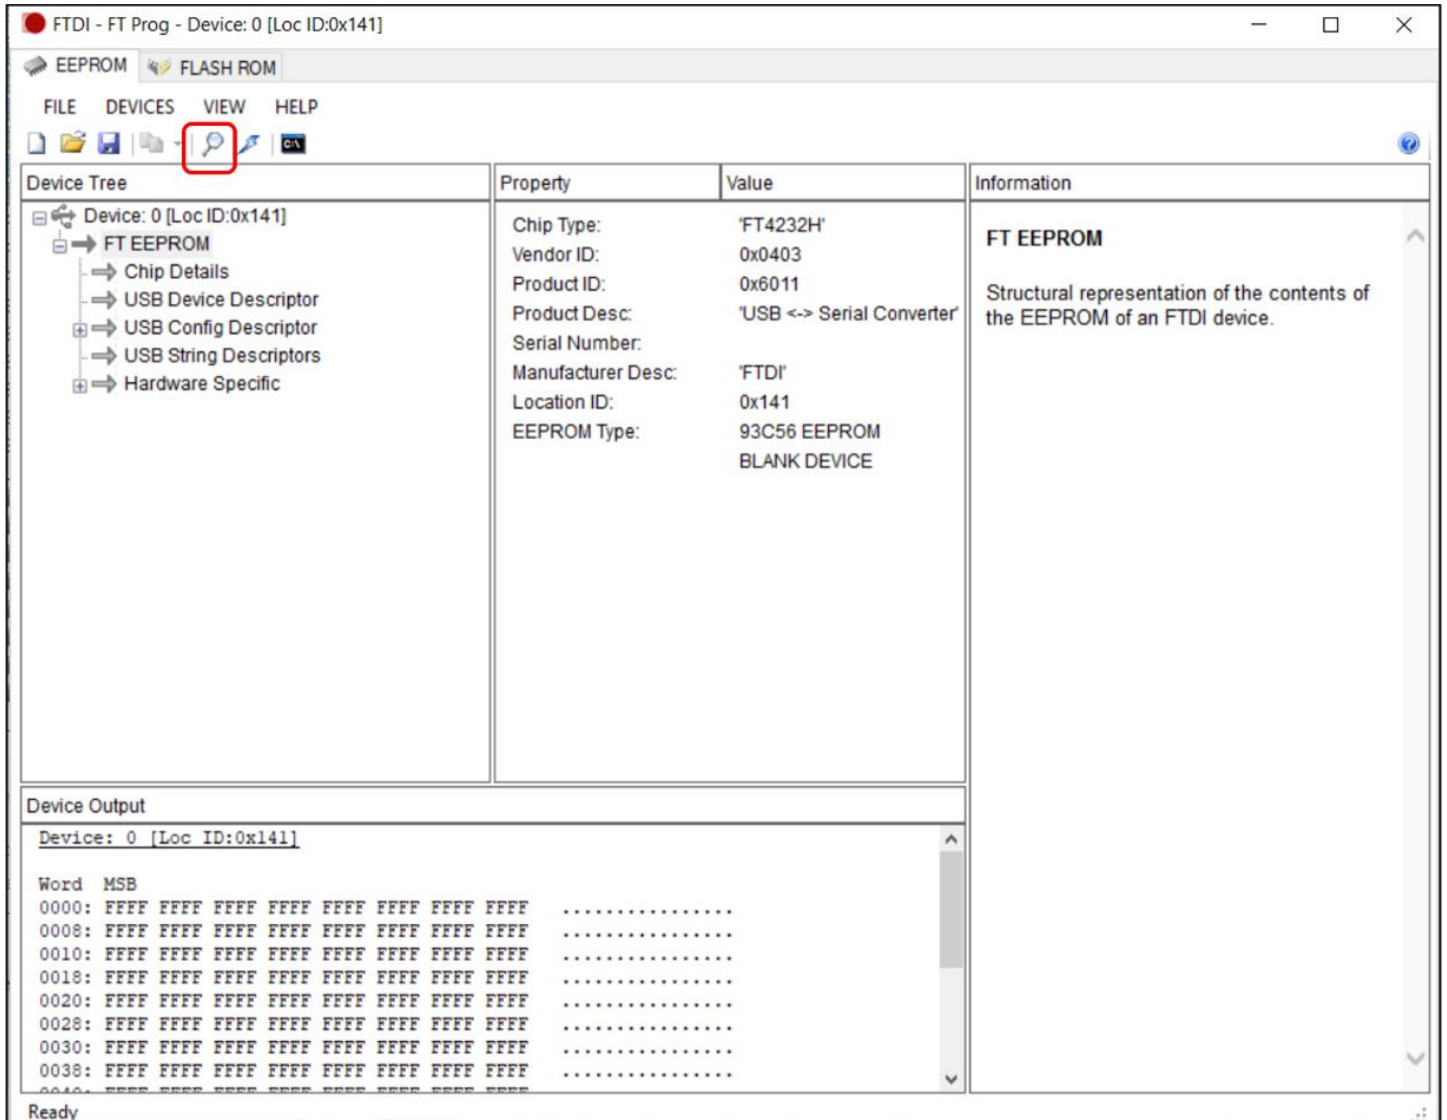 FTDI - FT Prog - Device: 0 [Loc ID:0x141]
EEPROM FLASH ROM
FILE DEVICES VIEW HELP
C:\
Device Tree
Device: 0 [Loc ID:0x141]
FT EEPROM
Chip Details
USB Device Descriptor
USB Config Descriptor
USB String Descriptors
Hardware Specific
Property Value
Chip Type: 'FT4232H'
Vendor ID: 0x0403
Product ID: 0x6011
Product Desc: 'USB <-> Serial Converter'
Serial Number:
Manufacturer Desc: 'FTDI'
Location ID: 0x141
EEPROM Type: 93C56 EEPROM
BLANK DEVICE
Information
FT EEPROM
Structural representation of the contents of
the EEPROM of an FTDI device.
Device Output
Device: 0 [Loc ID:0x141]
Word MSB
0000: FFFF FFFF FFFF FFFF FFFF FFFF FFFF FFFF ................
0008: FFFF FFFF FFFF FFFF FFFF FFFF FFFF FFFF ................
0010: FFFF FFFF FFFF FFFF FFFF FFFF FFFF FFFF ................
0018: FFFF FFFF FFFF FFFF FFFF FFFF FFFF FFFF ................
0020: FFFF FFFF FFFF FFFF FFFF FFFF FFFF FFFF ................
0028: FFFF FFFF FFFF FFFF FFFF FFFF FFFF FFFF ................
0030: FFFF FFFF FFFF FFFF FFFF FFFF FFFF FFFF ................
0038: FFFF FFFF FFFF FFFF FFFF FFFF FFFF FFFF ................
Ready